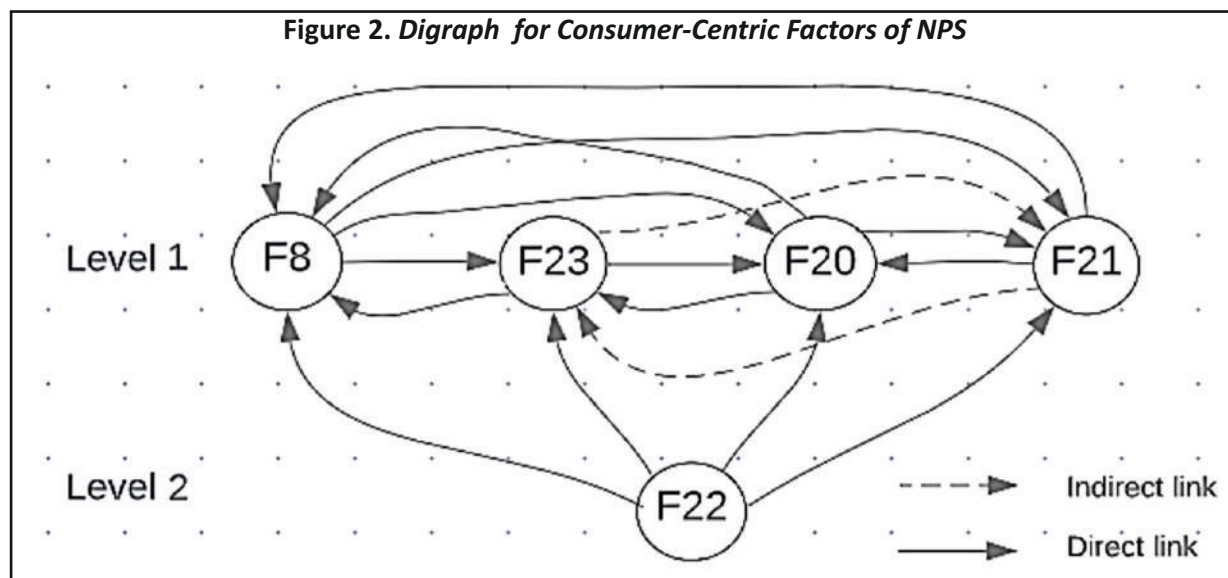 Figure 2. Digraph for Consumer-Centric Factors of NPS
Level 1
F8
F23
F20
F21
Level 2
F22
Indirect link
Direct link